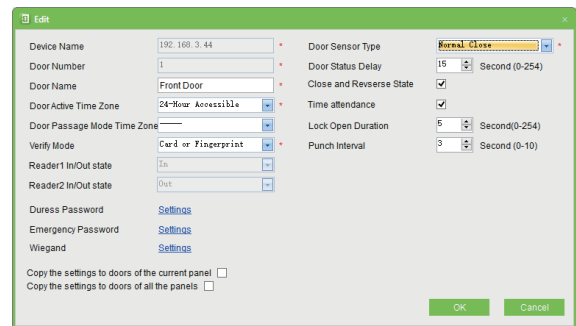 Edit
Device Name 192.168.3.44 *
Door Number 1 *
Door Name Front Door *
Door Active Time Zone 24-Hour Accessible *
Door Passage Mode Time Zone ------
Verify Mode Card or Fingerprint *
Reader1 In/Out state In
Reader2 In/Out state Out
Duress Password Settings
Emergency Password Settings
Wiegand Settings
Copy the settings to doors of the current panel
Copy the settings to doors of all the panels
Door Sensor Type Normal Close *
Door Status Delay 15 Second (0-254)
Close and Revserse State
Time attendance
Lock Open Duration 5 Second(0-254)
Punch Interval 3 Second (0-10)
OK Cancel